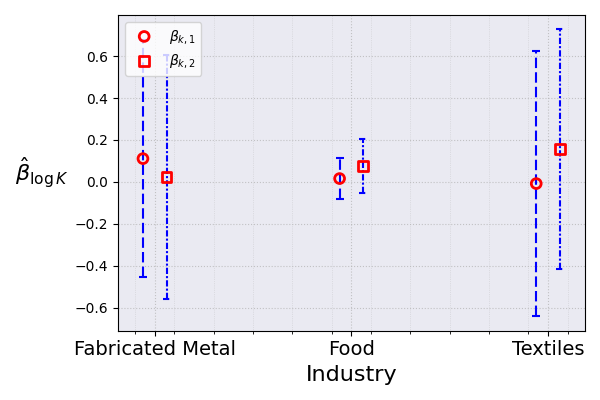 β_{k,1}
β_{k,2}
0.6
0.4
0.2
0.0
−0.2
−0.4
−0.6
β̂_{log K}
Fabricated Metal Food Textiles
Industry